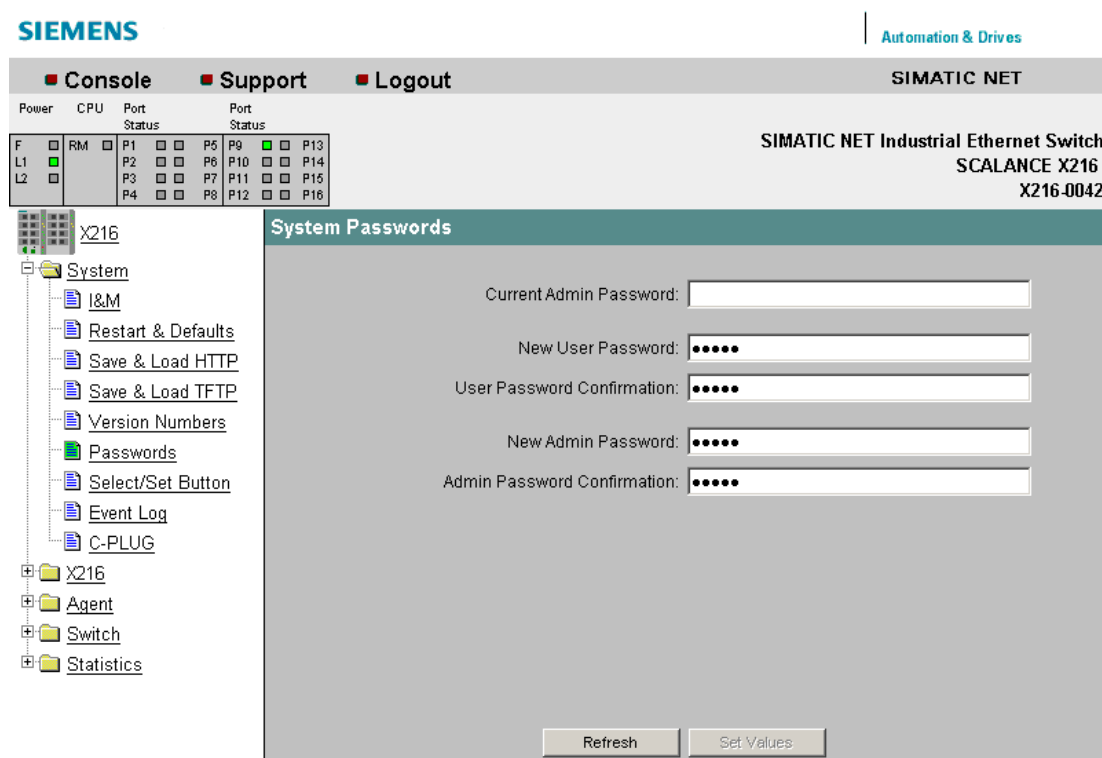 SIEMENS
Automation & Drives
Console Support Logout SIMATIC NET
Power CPU Port Status Port Status
F RM P1 P5 P9 P13
L1 P2 P6 P10 P14
L2 P3 P7 P11 P15
P4 P8 P12 P16
SIMATIC NET Industrial Ethernet Switch
SCALANCE X216
X216-0042
X216
System
I&M
Restart & Defaults
Save & Load HTTP
Save & Load TFTP
Version Numbers
Passwords
Select/Set Button
Event Log
C-PLUG
X216
Agent
Switch
Statistics
System Passwords
Current Admin Password:
New User Password: •••••
User Password Confirmation: •••••
New Admin Password: •••••
Admin Password Confirmation: •••••
Refresh Set Values